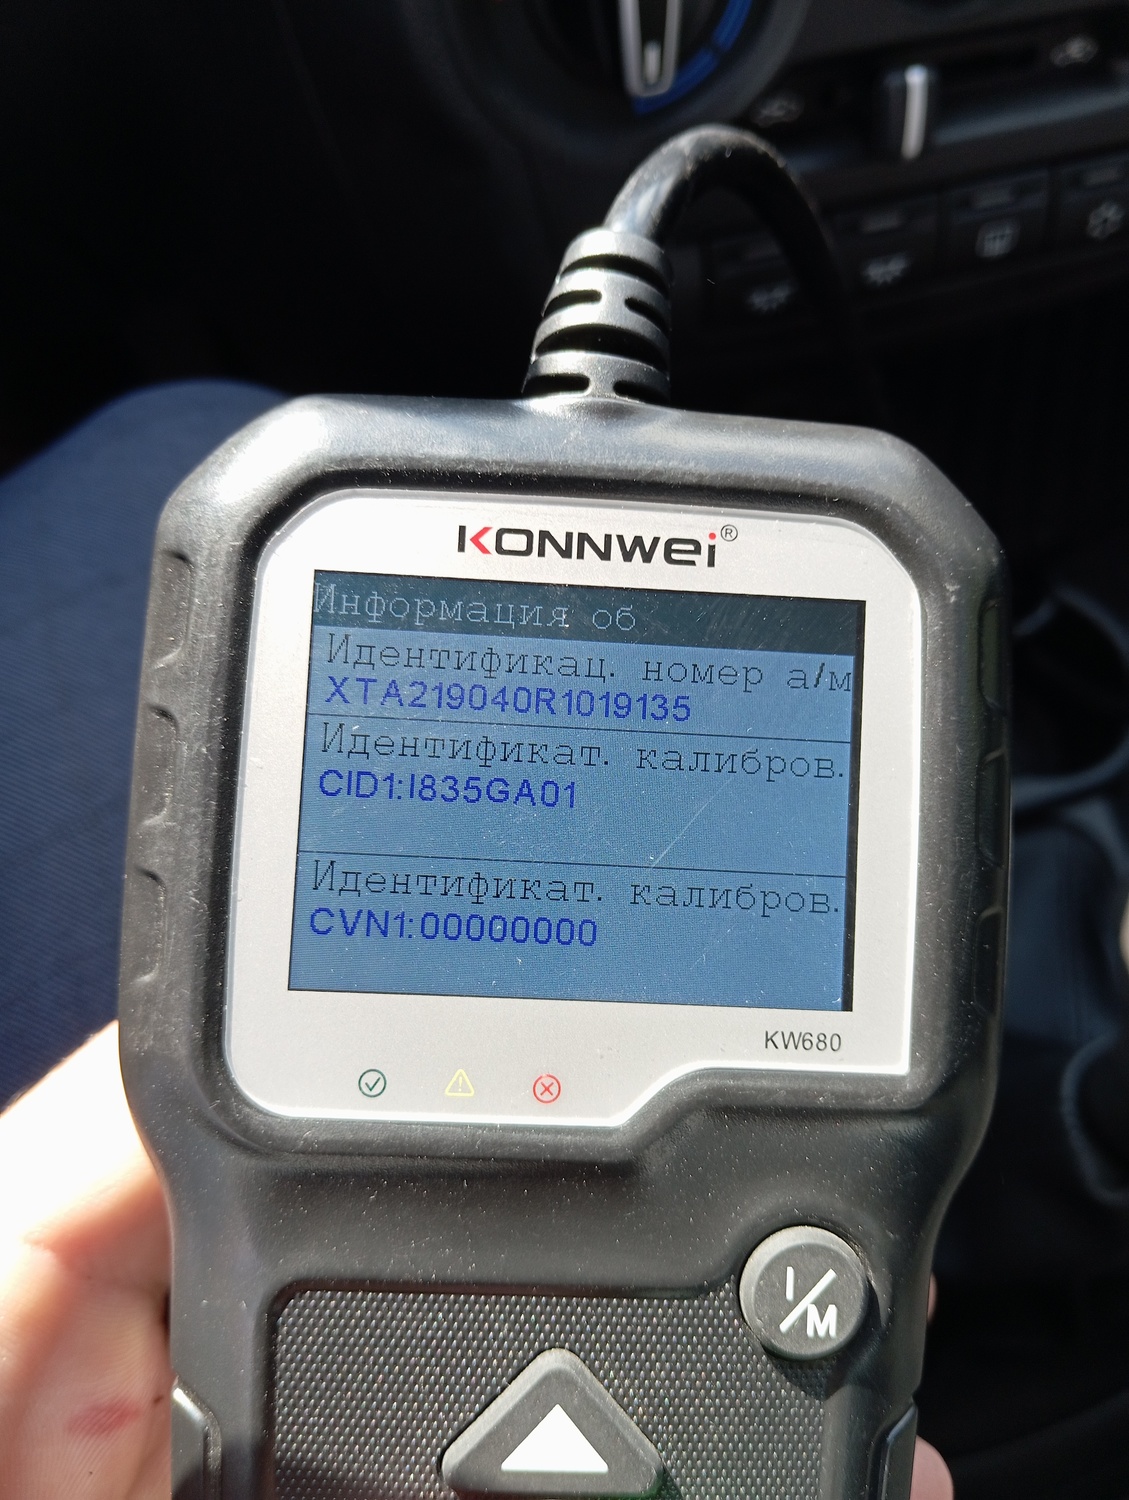 KONNWEI®
Информация об
Идентификац. номер а/м
XTA219040R1019135
Идентификат. калибров.
CID1:I835GA01
Идентификат. калибров.
CVN1:00000000
KW680
I/M